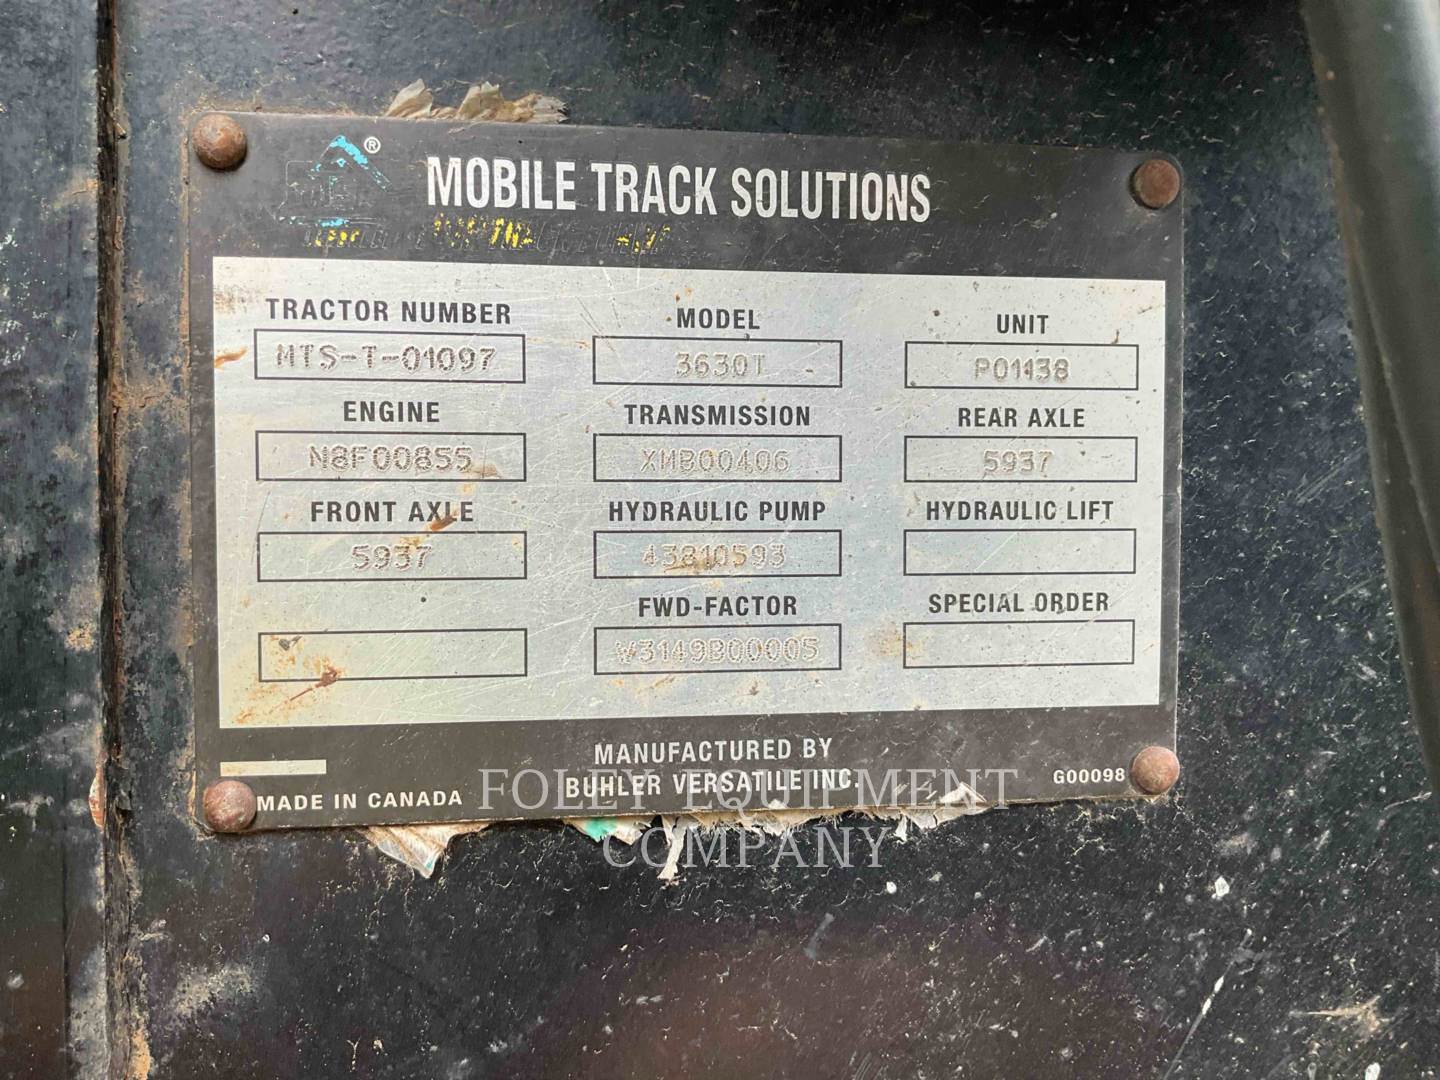 ®
MOBILE TRACK SOLUTIONS
TRACTOR NUMBER MODEL UNIT
MTS-T-01097 3630T P01138
ENGINE TRANSMISSION REAR AXLE
N8F00855 XMB00406 5937
FRONT AXLE HYDRAULIC PUMP HYDRAULIC LIFT
5937 43810593
FWD-FACTOR SPECIAL ORDER
W3149B00005
MANUFACTURED BY
BUHLER VERSATILE INC.
MADE IN CANADA G00098
FOLEY EQUIPMENT
COMPANY